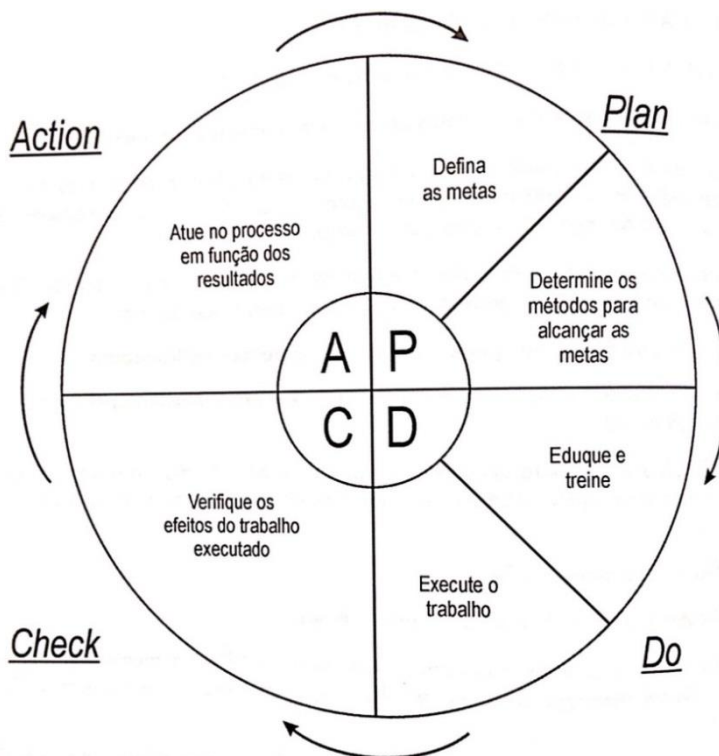 Action
Plan
Defina
as metas
Atue no processo
em função dos
resultados
Determine os
métodos para
alcançar as
metas
A P
C D
Eduque e
treine
Verifique os
efeitos do trabalho
executado
Execute o
trabalho
Check
Do